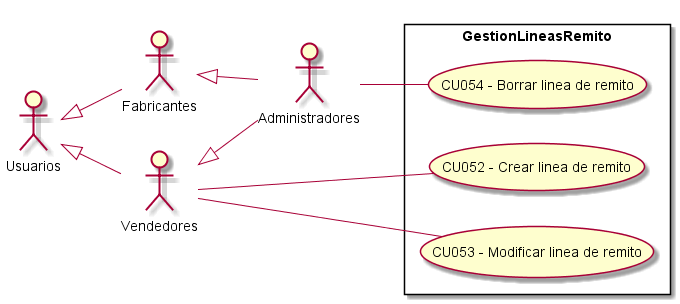 GestionLineasRemito
CU054 - Borrar linea de remito
Fabricantes
Administradores
Usuarios
CU052 - Crear linea de remito
Vendedores
CU053 - Modificar linea de remito